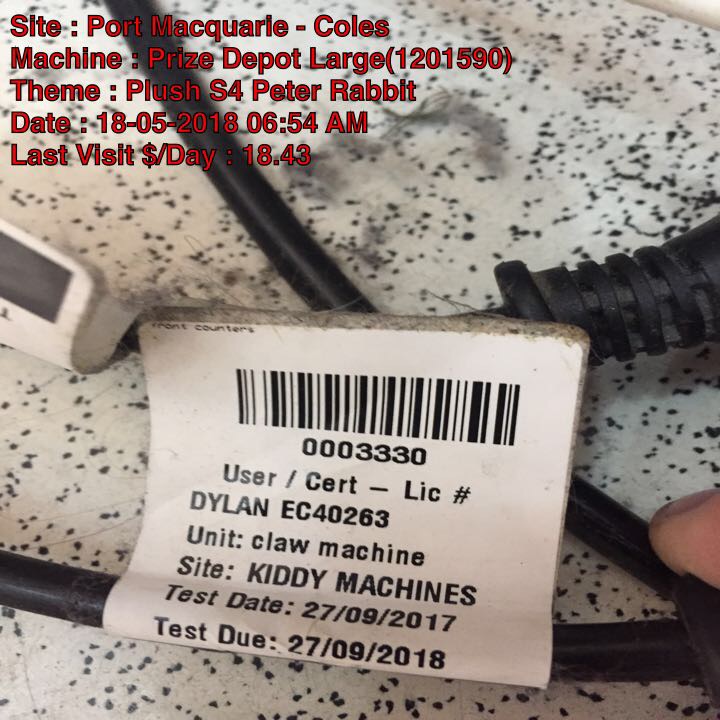 Site : Port Macquarie - Coles
Machine : Prize Depot Large(1201590)
Theme : Plush S4 Peter Rabbit
Date : 18-05-2018 06:54 AM
Last Visit $/Day : 18.43
front counters
0003330
User / Cert – Lic #
DYLAN EC40263
Unit: claw machine
Site: KIDDY MACHINES
Test Date: 27/09/2017
Test Due: 27/09/2018